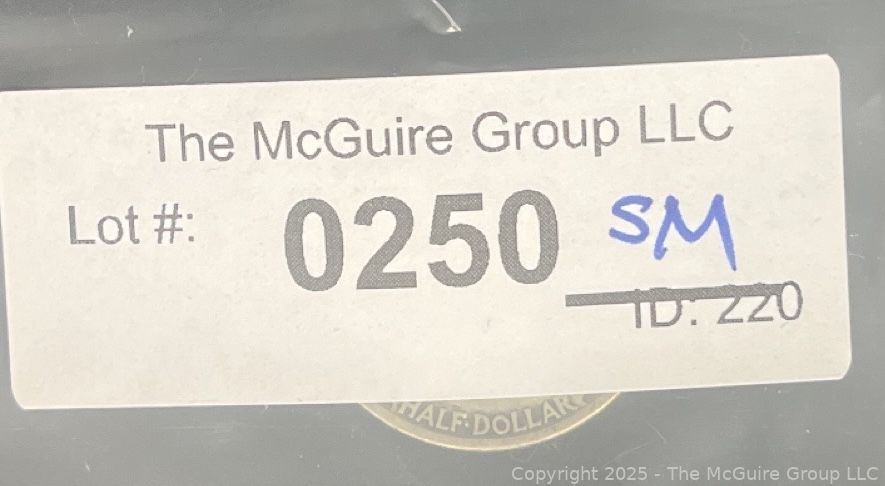 The McGuire Group LLC
Lot #: 0250 SM
ID: 220
HALF·DOLLAR
Copyright 2025 - The McGuire Group LLC